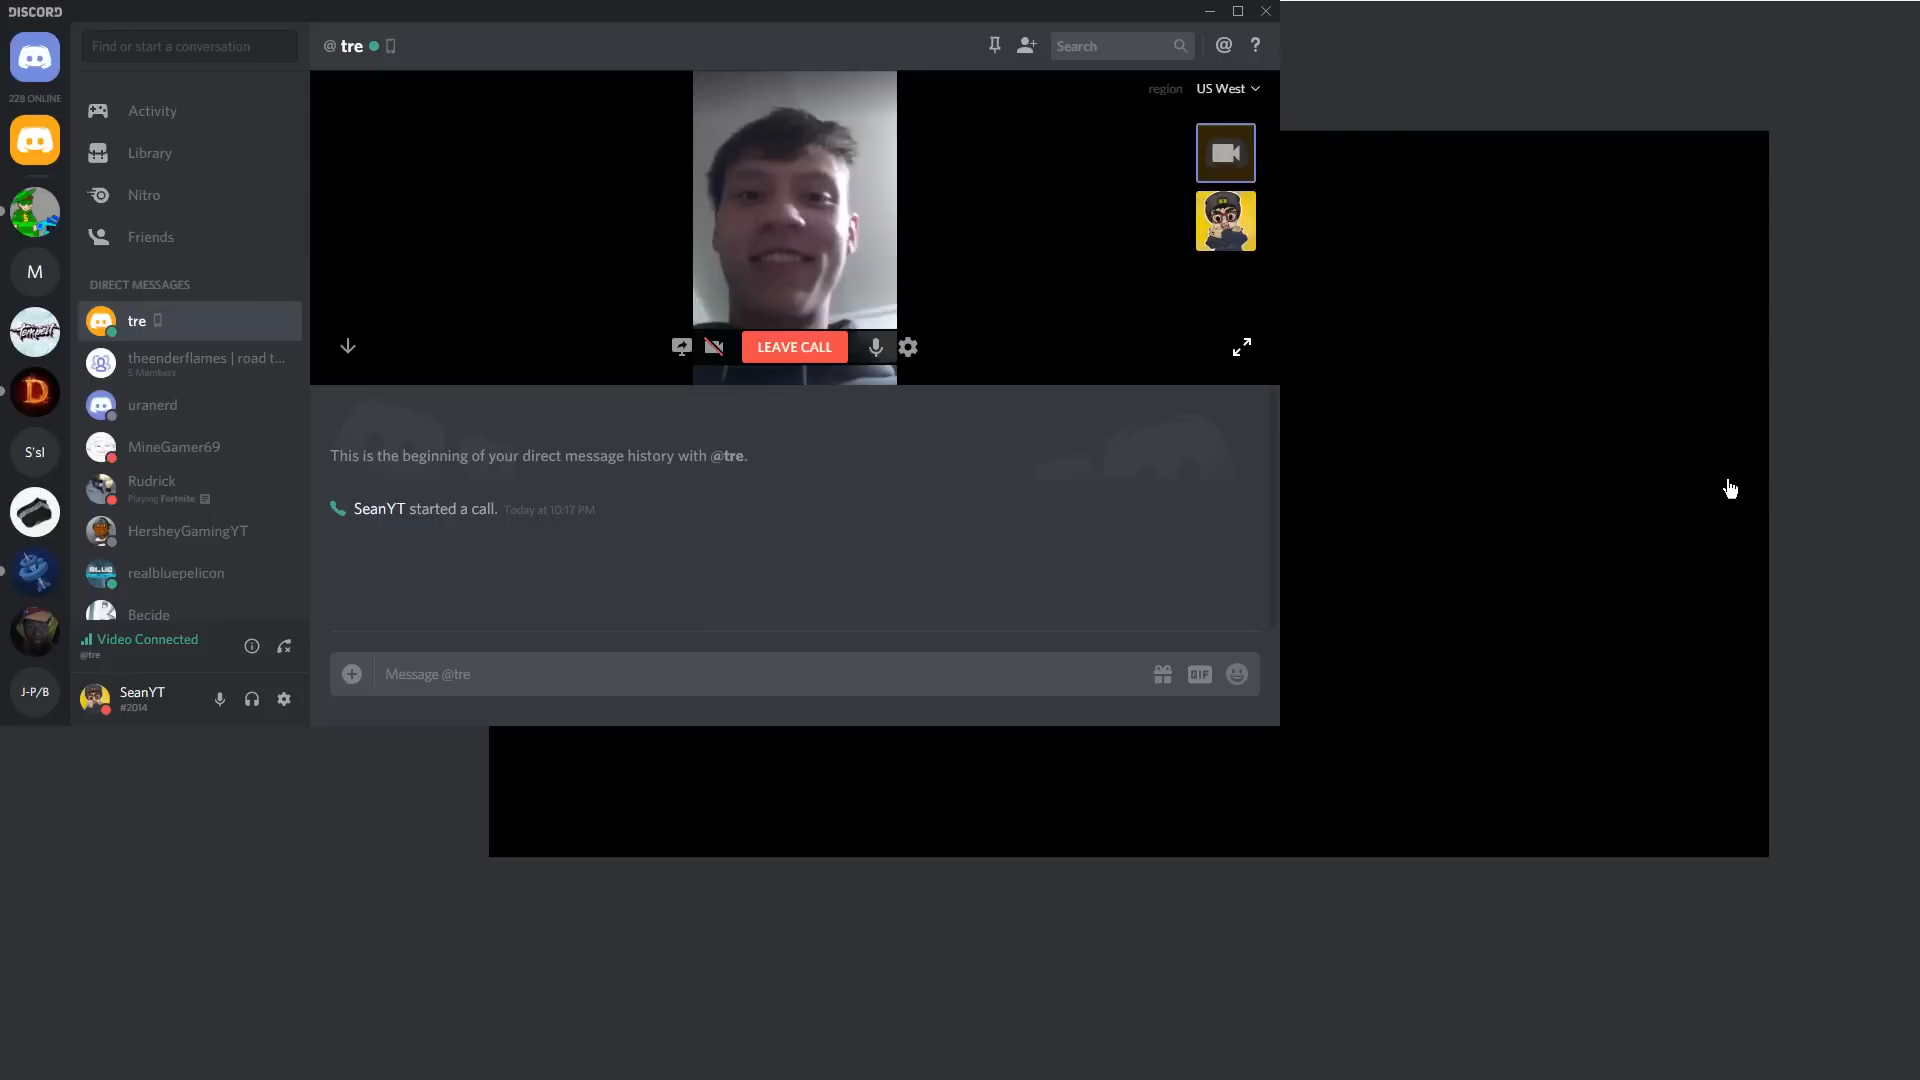 DISCORD
Find or start a conversation
@ tre
Search
@ ?
228 ONLINE
Activity
Library
Nitro
Friends
DIRECT MESSAGES
tre
theenderflames | road t...
5 Members
uranerd
MineGamer69
Rudrick
Playing Fortnite
HersheyGamingYT
realbluepelicon
Becide
Video Connected
@tre
SeanYT
#2014
M
Tempest
D
S'sl
J-P/B
region US West
LEAVE CALL
This is the beginning of your direct message history with @tre.
SeanYT started a call. Today at 10:17 PM
Message @tre
GIF